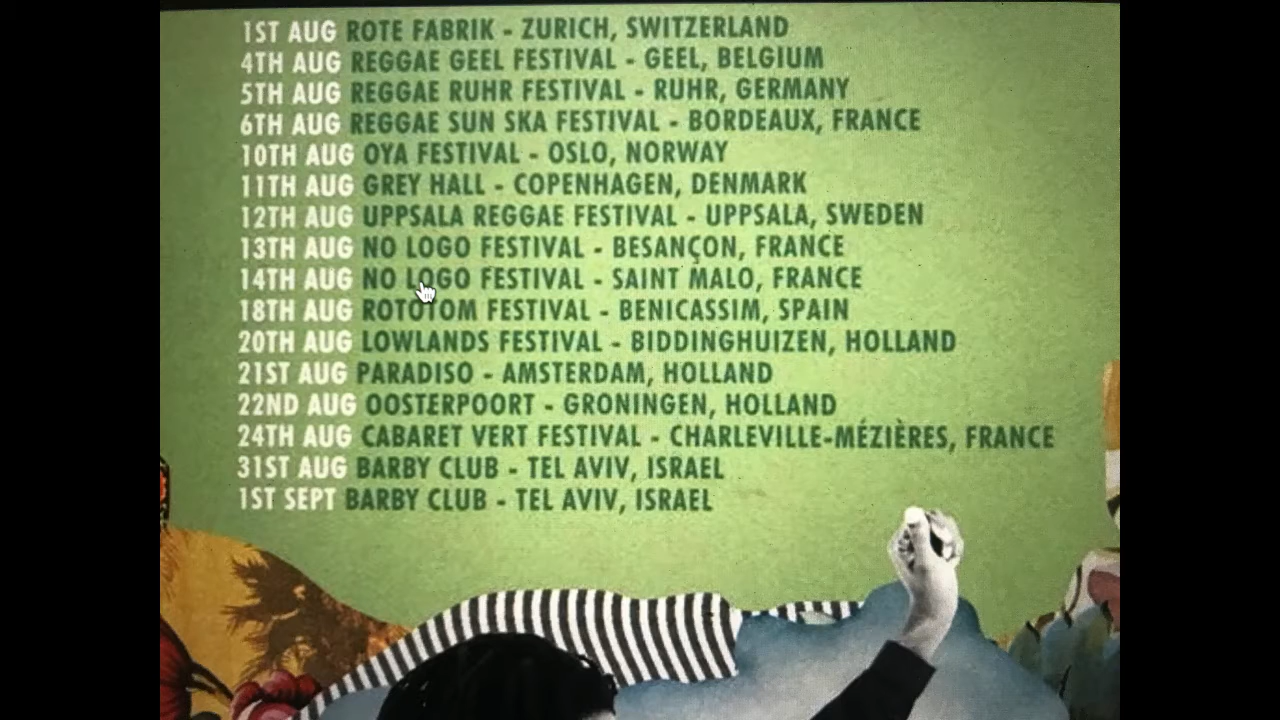 1ST AUG ROTE FABRIK - ZURICH, SWITZERLAND
4TH AUG REGGAE GEEL FESTIVAL - GEEL, BELGIUM
5TH AUG REGGAE RUHR FESTIVAL - RUHR, GERMANY
6TH AUG REGGAE SUN SKA FESTIVAL - BORDEAUX, FRANCE
10TH AUG OYA FESTIVAL - OSLO, NORWAY
11TH AUG GREY HALL - COPENHAGEN, DENMARK
12TH AUG UPPSALA REGGAE FESTIVAL - UPPSALA, SWEDEN
13TH AUG NO LOGO FESTIVAL - BESANÇON, FRANCE
14TH AUG NO LOGO FESTIVAL - SAINT MALO, FRANCE
18TH AUG ROTOTOM FESTIVAL - BENICASSIM, SPAIN
20TH AUG LOWLANDS FESTIVAL - BIDDINGHUIZEN, HOLLAND
21ST AUG PARADISO - AMSTERDAM, HOLLAND
22ND AUG OOSTERPOORT - GRONINGEN, HOLLAND
24TH AUG CABARET VERT FESTIVAL - CHARLEVILLE-MÉZIÈRES, FRANCE
31ST AUG BARBY CLUB - TEL AVIV, ISRAEL
1ST SEPT BARBY CLUB - TEL AVIV, ISRAEL